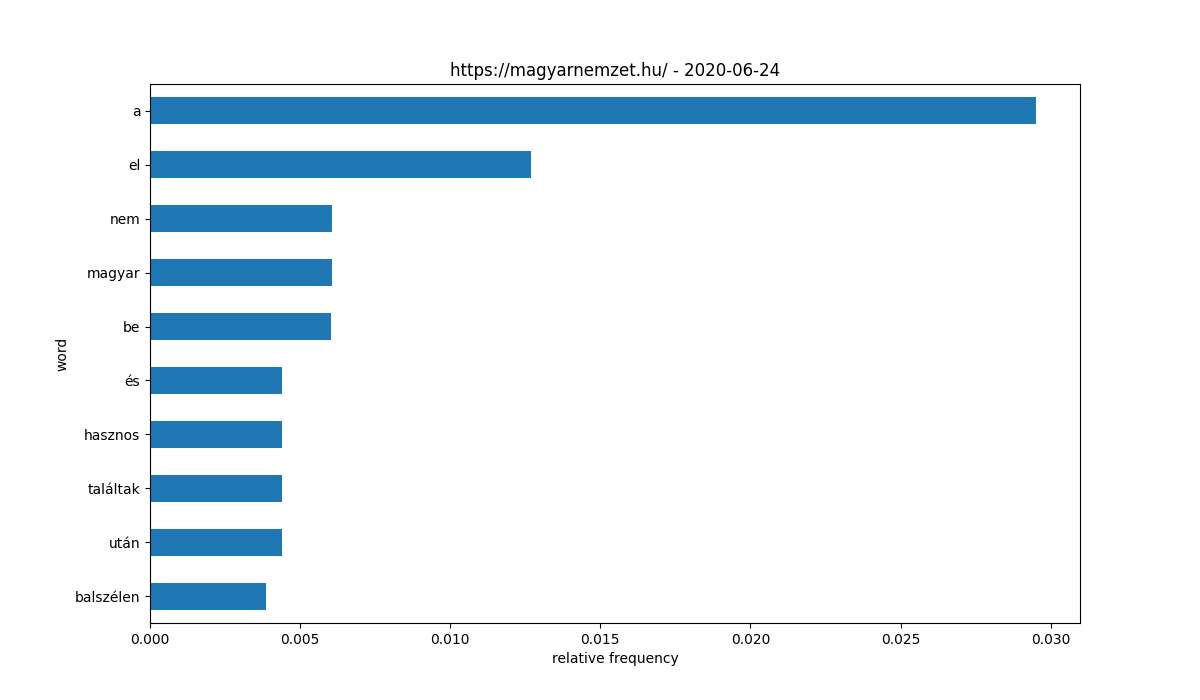 https://magyarnemzet.hu/ - 2020-06-24
a
el
nem
magyar
be
és
hasznos
találtak
után
balszélen
word
0.000 0.005 0.010 0.015 0.020 0.025 0.030
relative frequency